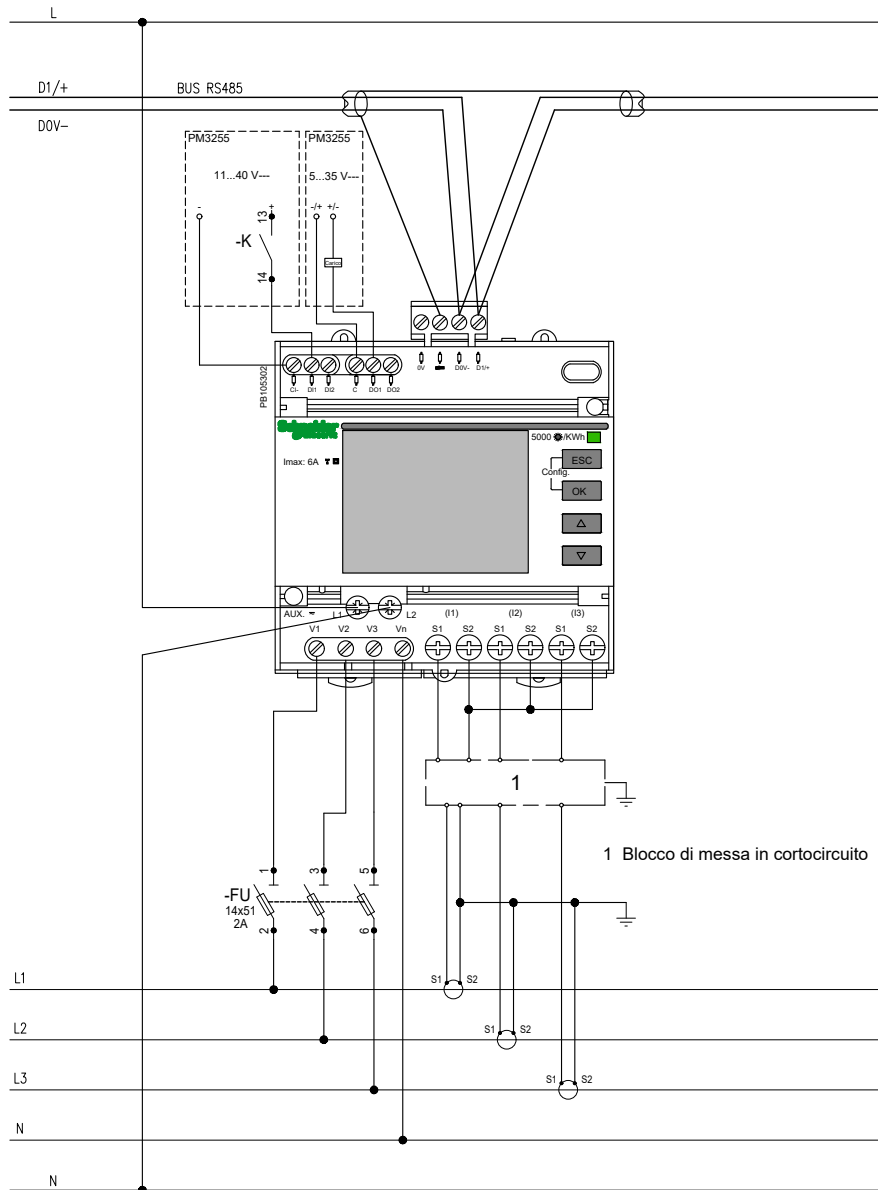 L
D1/+ BUS RS485
D0V-
PM3255 PM3255
11...40 V--- 5...35 V---
- 13 + -/+ +/-
-K
14
Carico
PB105302
CI- DI1 DI2 C DO1 DO2
0V D0V- D1/+
Schneider
Electric
5000 /KWh
Imax: 6A
ESC
Config.
OK
AUX. L1 L2 (I1) (I2) (I3)
V1 V2 V3 Vn S1 S2 S1 S2 S1 S2
1
1 Blocco di messa in cortocircuito
1 3 5
-FU
14x51
2A
2 4 6
L1 S1 S2
L2 S1 S2
L3 S1 S2
N
N